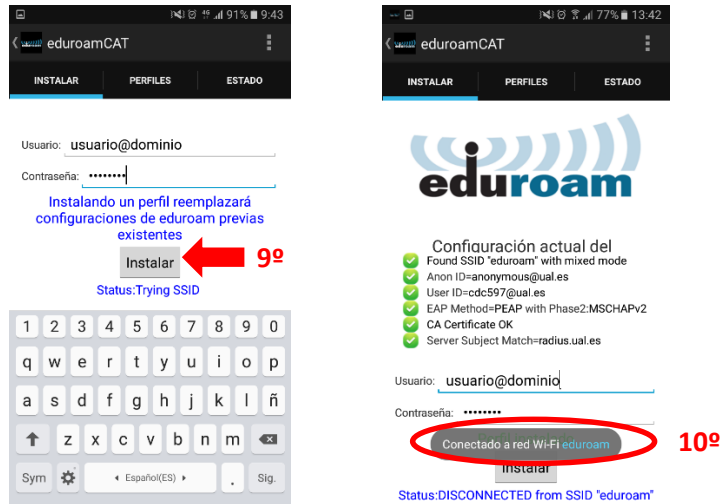 91% 9:43
eduroamCAT
INSTALAR PERFILES ESTADO
Usuario: usuario@dominio
Contraseña: ••••••••
Instalando un perfil reemplazará
configuraciones de eduroam previas
existentes
Instalar
9º
Status:Trying SSID
1 2 3 4 5 6 7 8 9 0
q w e r t y u i o p
a s d f g h j k l ñ
z x c v b n m
Sym Español(ES) . Sig.
77% 13:42
eduroamCAT
INSTALAR PERFILES ESTADO
eduroam
Configuración actual del
Found SSID "eduroam" with mixed mode
Anon ID=anonymous@ual.es
User ID=cdc597@ual.es
EAP Method=PEAP with Phase2:MSCHAPv2
CA Certificate OK
Server Subject Match=radius.ual.es
Usuario: usuario@dominio
Contraseña: ••••••••
Conectado a red WiFi eduroam
10º
Instalar
Status:DISCONNECTED from SSID "eduroam"